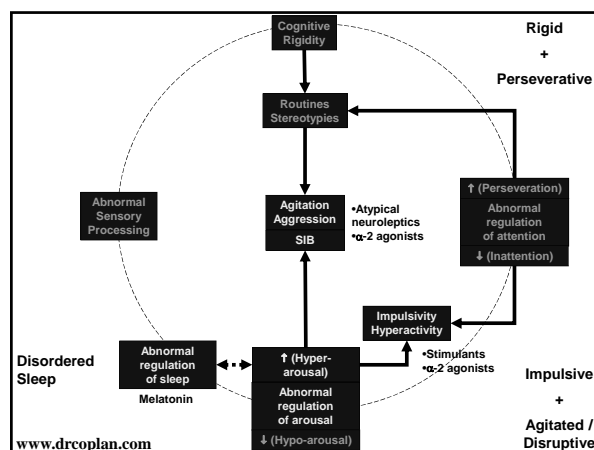 Cognitive
Rigidity
Rigid
+
Perseverative
Routines
Stereotypies
Abnormal
Sensory
Processing
Agitation
Aggression
SIB
•Atypical
neuroleptics
•α-2 agonists
↑ (Perseveration)
Abnormal
regulation
of attention
↓ (Inattention)
Impulsivity
Hyperactivity
•Stimulants
•α-2 agonists
Disordered
Sleep
Abnormal
regulation
of sleep
Melatonin
↑ (Hyper-
arousal)
Abnormal
regulation
of arousal
↓ (Hypo-arousal)
Impulsive
+
Agitated /
Disruptive
www.drcoplan.com